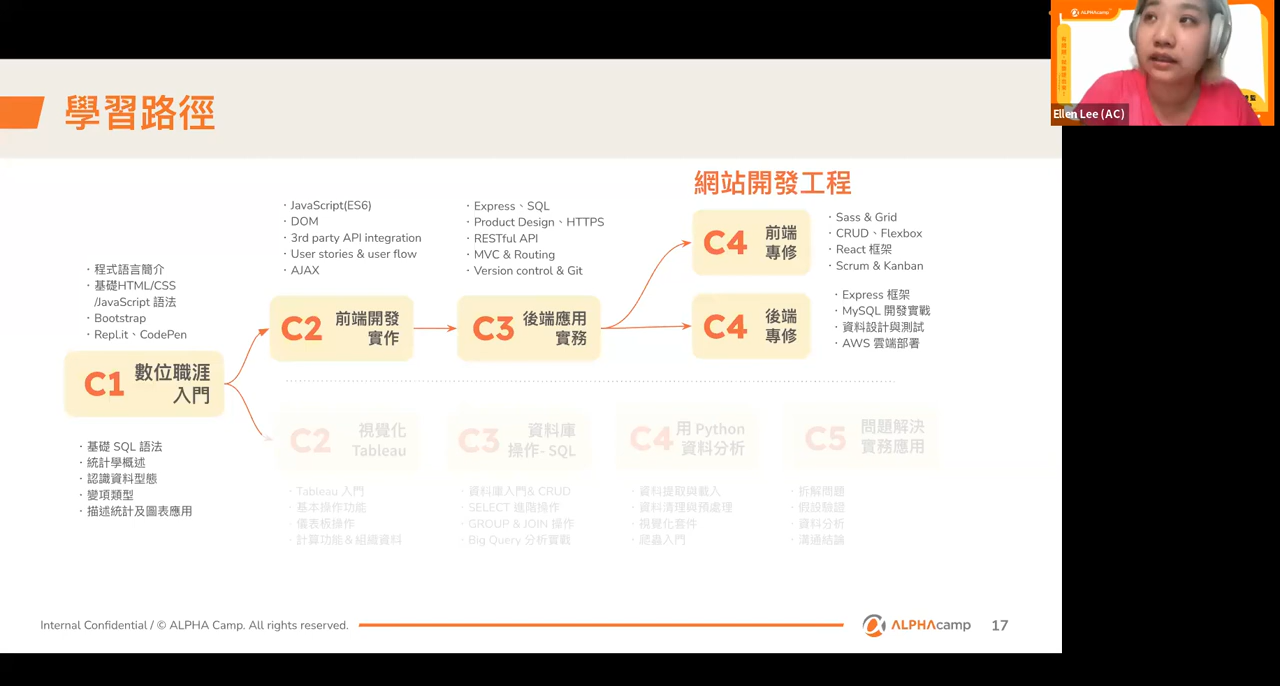 學習路徑
網站開發工程
· JavaScript(ES6)
· DOM
· 3rd party API integration
· User stories & user flow
· AJAX
· Express、SQL
· Product Design、HTTPS
· RESTful API
· MVC & Routing
· Version control & Git
C4 前端
專修
· Sass & Grid
· CRUD、Flexbox
· React 框架
· Scrum & Kanban
· 程式語言簡介
· 基礎HTML/CSS
/JavaScript 語法
· Bootstrap
· Repl.it、CodePen
C2 前端開發
實作
C3 後端應用
實務
C4 後端
專修
· Express 框架
· MySQL 開發實戰
· 資料設計與測試
· AWS 雲端部署
C1 數位職涯
入門
· 基礎 SQL 語法
· 統計學概述
· 認識資料型態
· 變項類型
· 描述統計及圖表應用
C2 視覺化
Tableau
C3 資料庫
操作- SQL
C4 用 Python
資料分析
C5 問題解決
實務應用
· Tableau 入門
· 基本操作功能
· 儀表板操作
· 計算功能＆組織資料
· 資料庫入門& CRUD
· SELECT 進階操作
· GROUP & JOIN 操作
· Big Query 分析實戰
· 資料提取與載入
· 資料清理與預處理
· 視覺化套件
· 爬蟲入門
· 拆解問題
· 假設驗證
· 資料分析
· 溝通結論
Internal Confidential / © ALPHA Camp. All rights reserved.
ALPHAcamp
17
ALPHAcamp
Ellen Lee (AC)